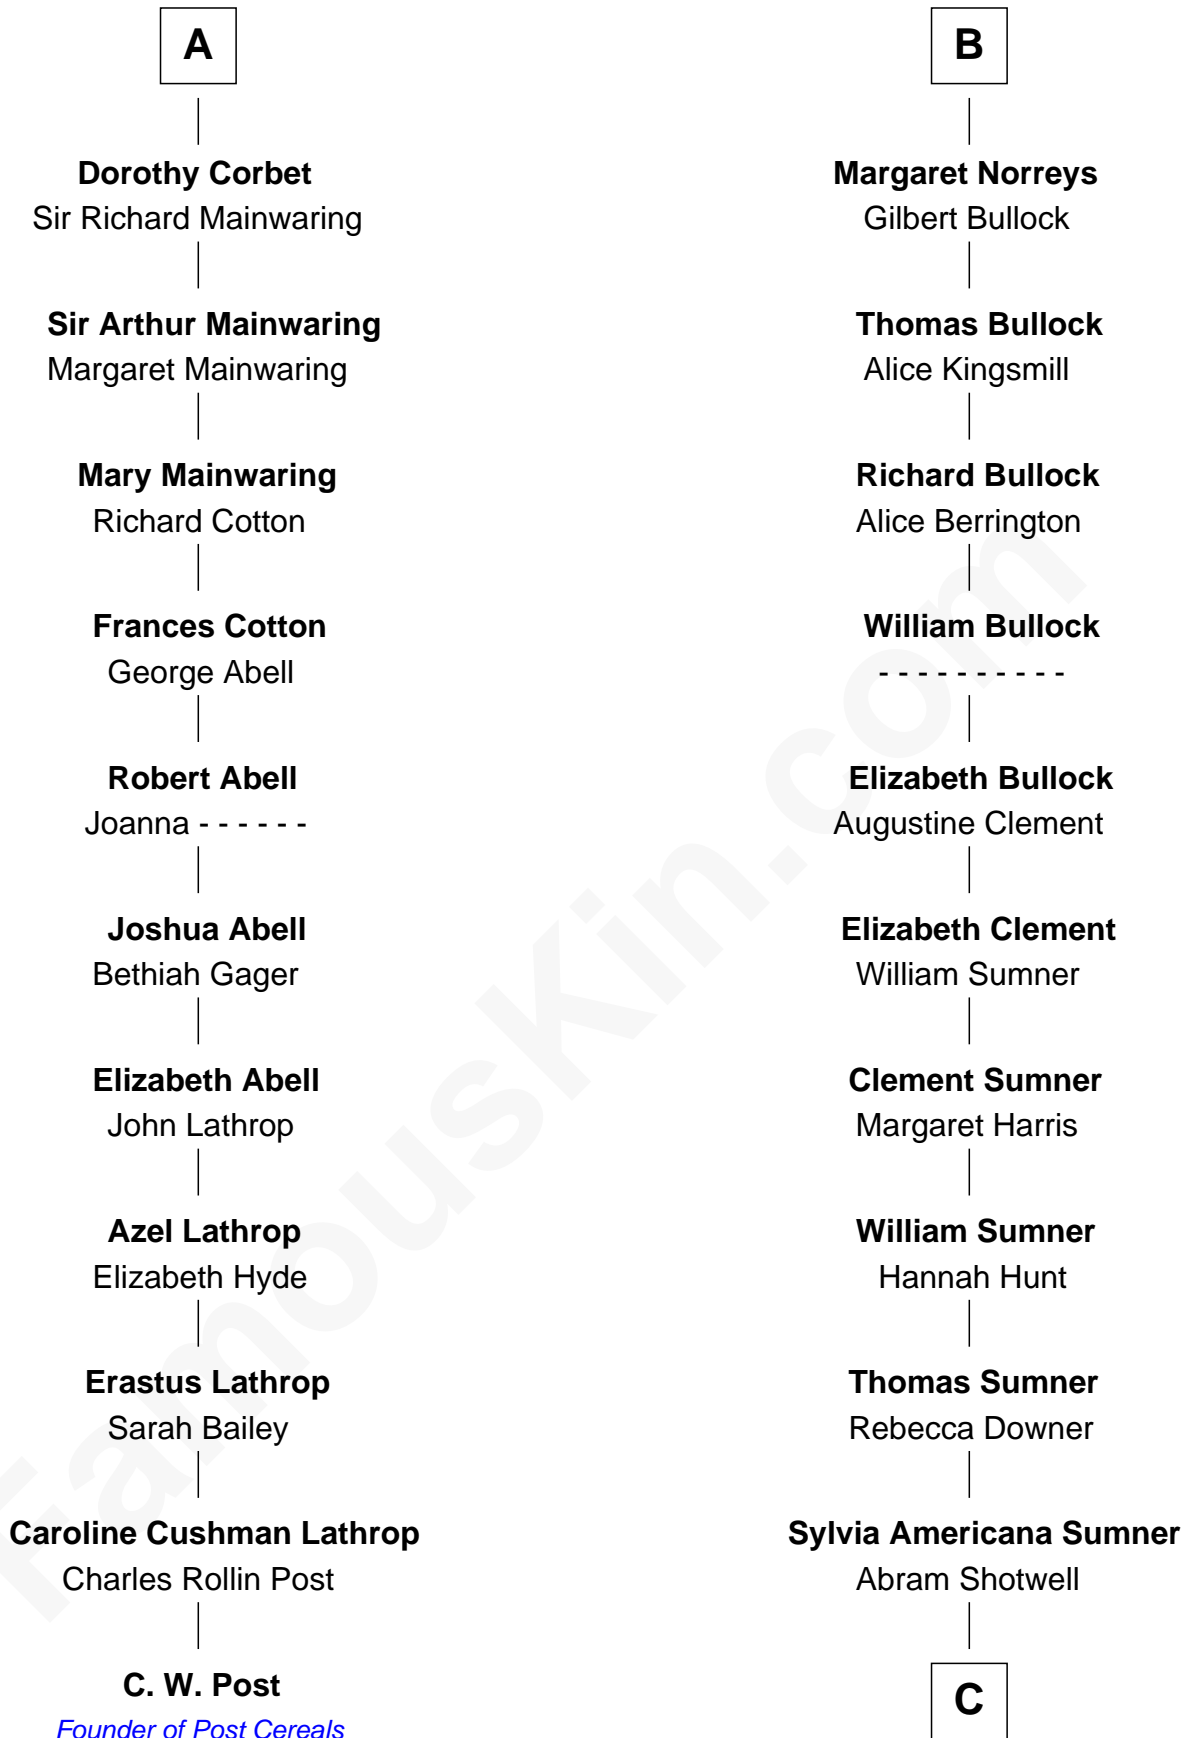 A
Dorothy Corbet
Sir Richard Mainwaring
Sir Arthur Mainwaring
Margaret Mainwaring
Mary Mainwaring
Richard Cotton
Frances Cotton
George Abell
Robert Abell
Joanna - - - - - -
Joshua Abell
Bethiah Gager
Elizabeth Abell
John Lathrop
Azel Lathrop
Elizabeth Hyde
Erastus Lathrop
Sarah Bailey
Caroline Cushman Lathrop
Charles Rollin Post
C. W. Post
Founder of Post Cereals
B
Margaret Norreys
Gilbert Bullock
Thomas Bullock
Alice Kingsmill
Richard Bullock
Alice Berrington
William Bullock
- - - - - - - - - -
Elizabeth Bullock
Augustine Clement
Elizabeth Clement
William Sumner
Clement Sumner
Margaret Harris
William Sumner
Hannah Hunt
Thomas Sumner
Rebecca Downer
Sylvia Americana Sumner
Abram Shotwell
C
FamousKin.com